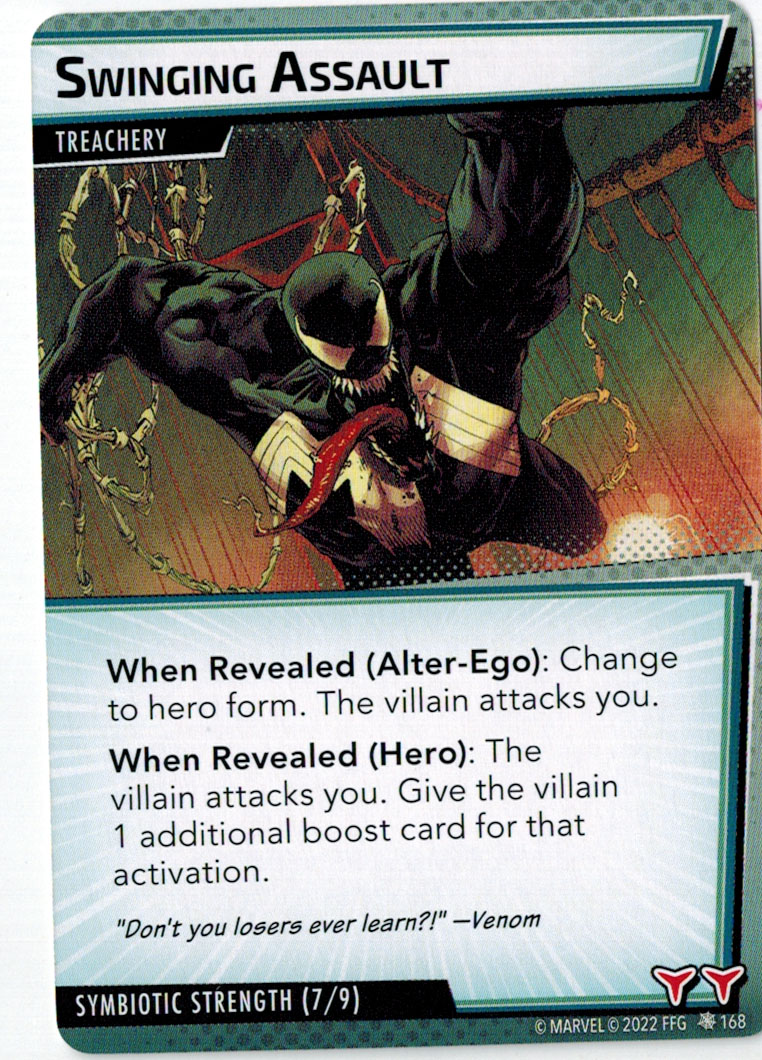 SWINGING ASSAULT
TREACHERY
When Revealed (Alter-Ego): Change
to hero form. The villain attacks you.
When Revealed (Hero): The
villain attacks you. Give the villain
1 additional boost card for that
activation.
"Don't you losers ever learn?!" —Venom
SYMBIOTIC STRENGTH (7/9)
© MARVEL © 2022 FFG 168